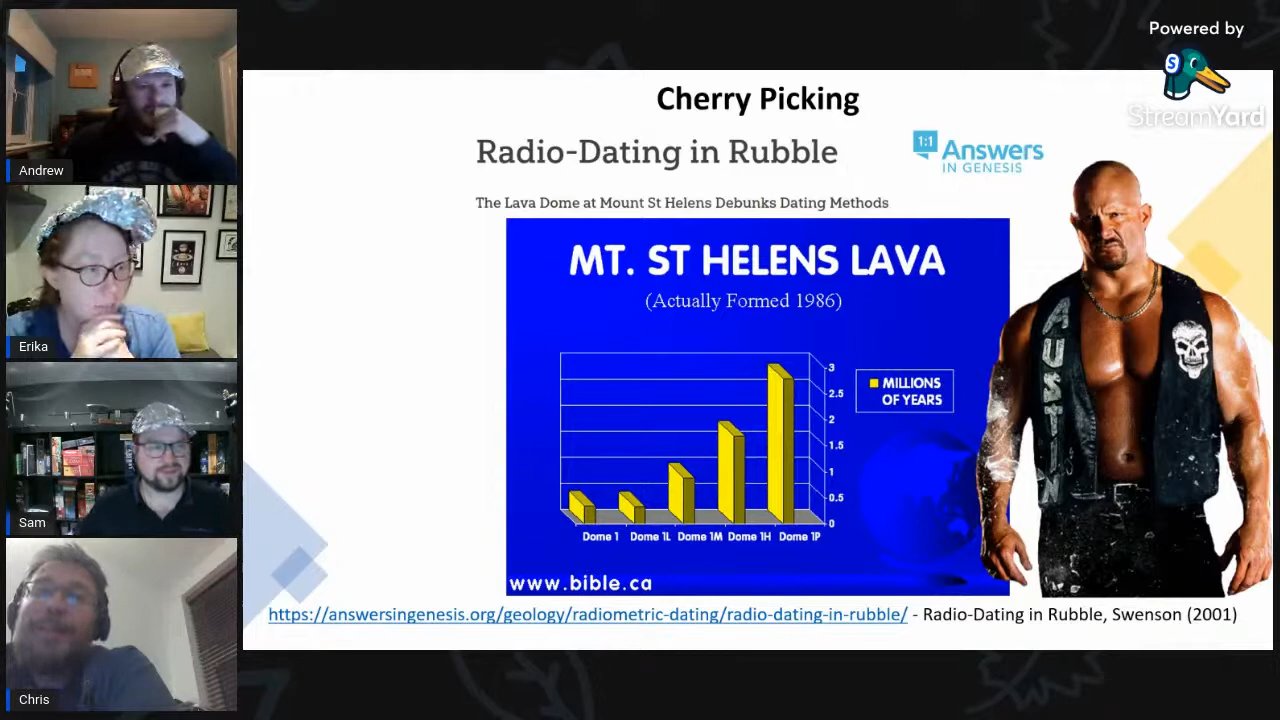 Powered by
StreamYard
Andrew
Erika
Sam
Chris
Cherry Picking
Radio-Dating in Rubble
1:1 Answers
IN GENESIS
The Lava Dome at Mount St Helens Debunks Dating Methods
MT. ST HELENS LAVA
(Actually Formed 1986)
3
2.5
2
1.5
1
0.5
0
MILLIONS
OF YEARS
Dome 1 Dome 1L Dome 1M Dome 1H Dome 1P
www.bible.ca
AUSTIN
https://answersingenesis.org/geology/radiometric-dating/radio-dating-in-rubble/ - Radio-Dating in Rubble, Swenson (2001)